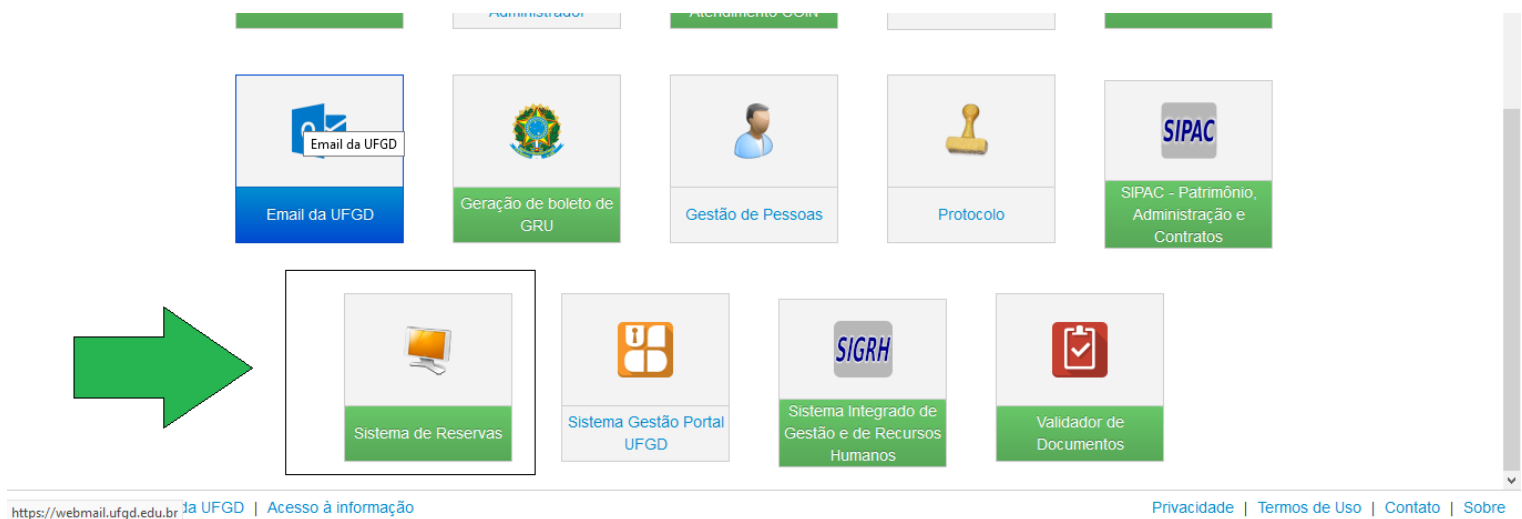 Administrador
Atendimento COIN
Email da UFGD
SIPAC
Email da UFGD
Geração de boleto de
GRU
Gestão de Pessoas
Protocolo
SIPAC - Patrimônio,
Administração e
Contratos
SIGRH
Sistema de Reservas
Sistema Gestão Portal
UFGD
Sistema Integrado de
Gestão e de Recursos
Humanos
Validador de
Documentos
https://webmail.ufgd.edu.br da UFGD | Acesso à informação
Privacidade | Termos de Uso | Contato | Sobre